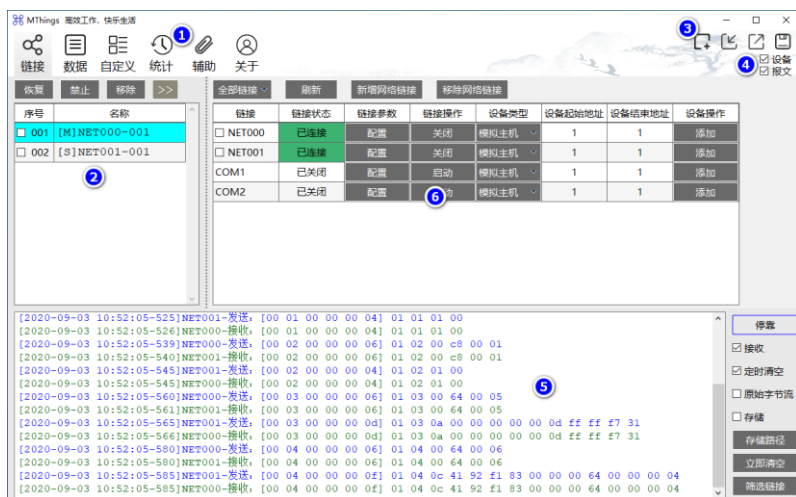 MThings 高效工作，快乐生活
1
3
链接 数据 自定义 统计 辅助 关于
4
设备
报文
恢复 禁止 移除 >> 全部链接 刷新 新增网络链接 移除网络链接
序号 名称
001 [M]NET000-001
002 [S]NET001-001
2
链接 链接状态 链接参数 链接操作 设备类型 设备起始地址 设备结束地址 设备操作
NET000 已连接 配置 关闭 模拟主机 1 1 添加
NET001 已连接 配置 关闭 模拟主机 1 1 添加
COM1 已关闭 配置 启动 模拟主机 1 1 添加
COM2 已关闭 配置 模拟主机 1 1 添加
6
[2020-09-03 10:52:05-525]NET001-发送: [00 01 00 00 00 04] 01 01 01 00
[2020-09-03 10:52:05-526]NET000-接收: [00 01 00 00 00 04] 01 01 01 00
[2020-09-03 10:52:05-539]NET000-发送: [00 02 00 00 00 06] 01 02 00 c8 00 01
[2020-09-03 10:52:05-540]NET001-接收: [00 02 00 00 00 06] 01 02 00 c8 00 01
[2020-09-03 10:52:05-545]NET001-发送: [00 02 00 00 00 04] 01 02 01 00
[2020-09-03 10:52:05-545]NET000-接收: [00 02 00 00 00 04] 01 02 01 00
[2020-09-03 10:52:05-560]NET000-发送: [00 03 00 00 00 06] 01 03 00 64 00 05
[2020-09-03 10:52:05-561]NET001-接收: [00 03 00 00 00 06] 01 03 00 64 00 05
[2020-09-03 10:52:05-565]NET001-发送: [00 03 00 00 00 0d] 01 03 0a 00 00 00 00 00 0d ff ff f7 31
[2020-09-03 10:52:05-566]NET000-接收: [00 03 00 00 00 0d] 01 03 0a 00 00 00 00 00 0d ff ff f7 31
[2020-09-03 10:52:05-580]NET000-发送: [00 04 00 00 00 06] 01 04 00 64 00 06
[2020-09-03 10:52:05-580]NET001-接收: [00 04 00 00 00 06] 01 04 00 64 00 06
[2020-09-03 10:52:05-585]NET001-发送: [00 04 00 00 00 0f] 01 04 0c 41 92 f1 83 00 00 00 64 00 00 00 04
[2020-09-03 10:52:05-585]NET000-接收: [00 04 00 00 00 0f] 01 04 0c 41 92 f1 83 00 00 00 64 00 00 00 04
5
停靠
接收
定时清空
原始字节流
存储
存储路径
立即清空
筛选链接